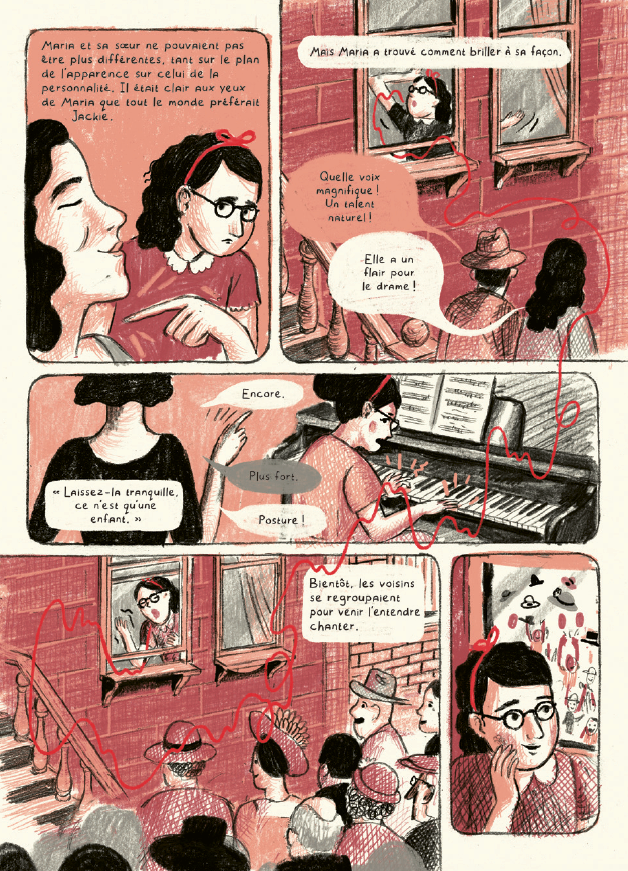 Maria et sa sœur ne pouvaient pas
être plus différentes, tant sur le plan
de l'apparence sur celui de la
personnalité. Il était clair aux yeux
de Maria que tout le monde préférait
Jackie.
Mais Maria a trouvé comment briller à sa façon.
Quelle voix
magnifique !
Un talent
naturel !
Elle a un
flair pour
le drame !
Encore.
Plus fort.
Posture !
« Laissez-la tranquille,
ce n'est qu'une
enfant. »
Bientôt, les voisins
se regroupaient
pour venir l'entendre
chanter.